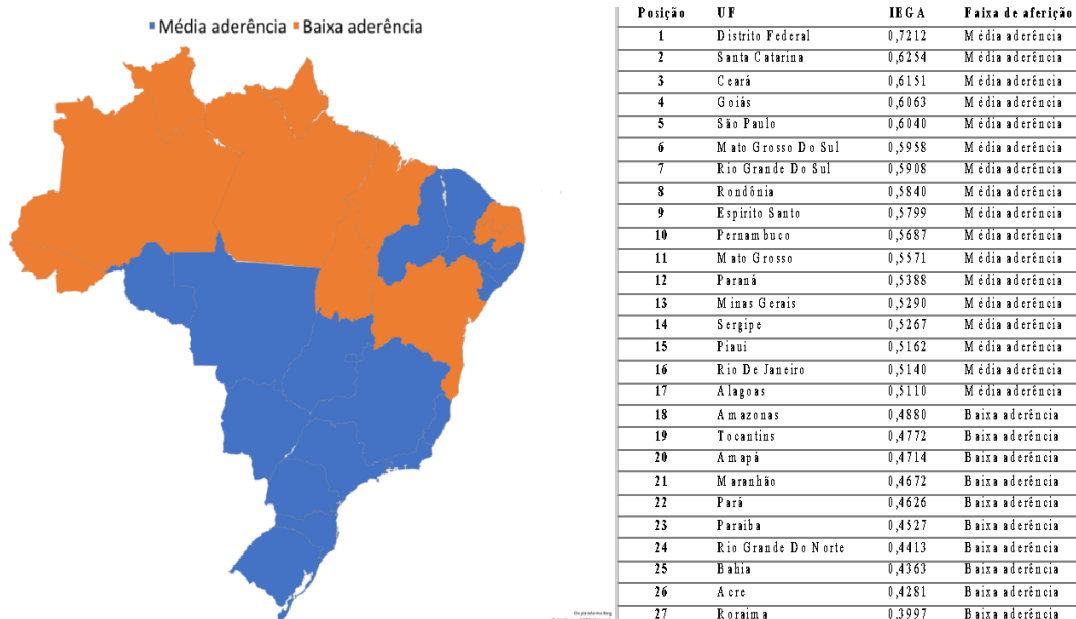 Média aderência Baixa aderência
Posição UF IEGA Faixa de aferição
1 Distrito Federal 0,7212 Média aderência
2 Santa Catarina 0,6254 Média aderência
3 Ceará 0,6151 Média aderência
4 Goiás 0,6063 Média aderência
5 São Paulo 0,6040 Média aderência
6 Mato Grosso Do Sul 0,5958 Média aderência
7 Rio Grande Do Sul 0,5908 Média aderência
8 Rondônia 0,5840 Média aderência
9 Espirito Santo 0,5799 Média aderência
10 Pernambuco 0,5687 Média aderência
11 Mato Grosso 0,5571 Média aderência
12 Paraná 0,5388 Média aderência
13 Minas Gerais 0,5290 Média aderência
14 Sergipe 0,5267 Média aderência
15 Piaui 0,5162 Média aderência
16 Rio De Janeiro 0,5140 Média aderência
17 Alagoas 0,5110 Média aderência
18 Amazonas 0,4880 Baixa aderência
19 Tocantins 0,4772 Baixa aderência
20 Amapá 0,4714 Baixa aderência
21 Maranhão 0,4672 Baixa aderência
22 Pará 0,4626 Baixa aderência
23 Paraiba 0,4527 Baixa aderência
24 Rio Grande Do Norte 0,4413 Baixa aderência
25 Bahia 0,4363 Baixa aderência
26 Acre 0,4281 Baixa aderência
27 Roraima 0,3997 Baixa aderência
Da plataforma Bing